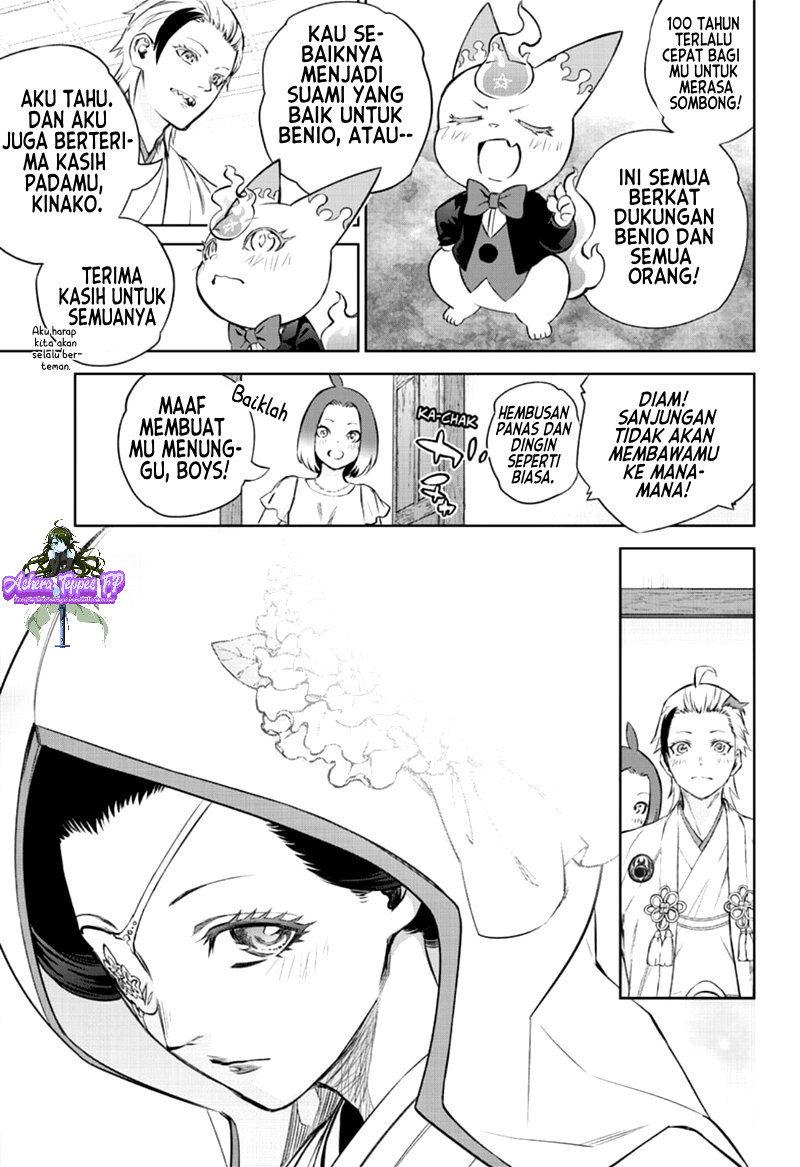 100 TAHUN
TERLALU
CEPAT BAGI
MU UNTUK
MERASA
SOMBONG!
INI SEMUA
BERKAT
DUKUNGAN
BENIO DAN
SEMUA
ORANG!
KAU SE-
BAIKNYA
MENJADI
SUAMI YANG
BAIK UNTUK
BENIO, ATAU--
AKU TAHU.
DAN AKU
JUGA BERTERI-
MA KASIH
PADAMU,
KINAKO.
TERIMA
KASIH UNTUK
SEMUANYA
Aku harap
kita akan
selalu ber-
teman.
DIAM!
SANJUNGAN
TIDAK AKAN
MEMBAWAMU
KE MANA-
MANA!
HEMBUSAN
PANAS DAN
DINGIN
SEPERTI
BIASA.
KA-CHAK
Baiklah
MAAF
MEMBUAT
MU MENUNG-
GU, BOYS!